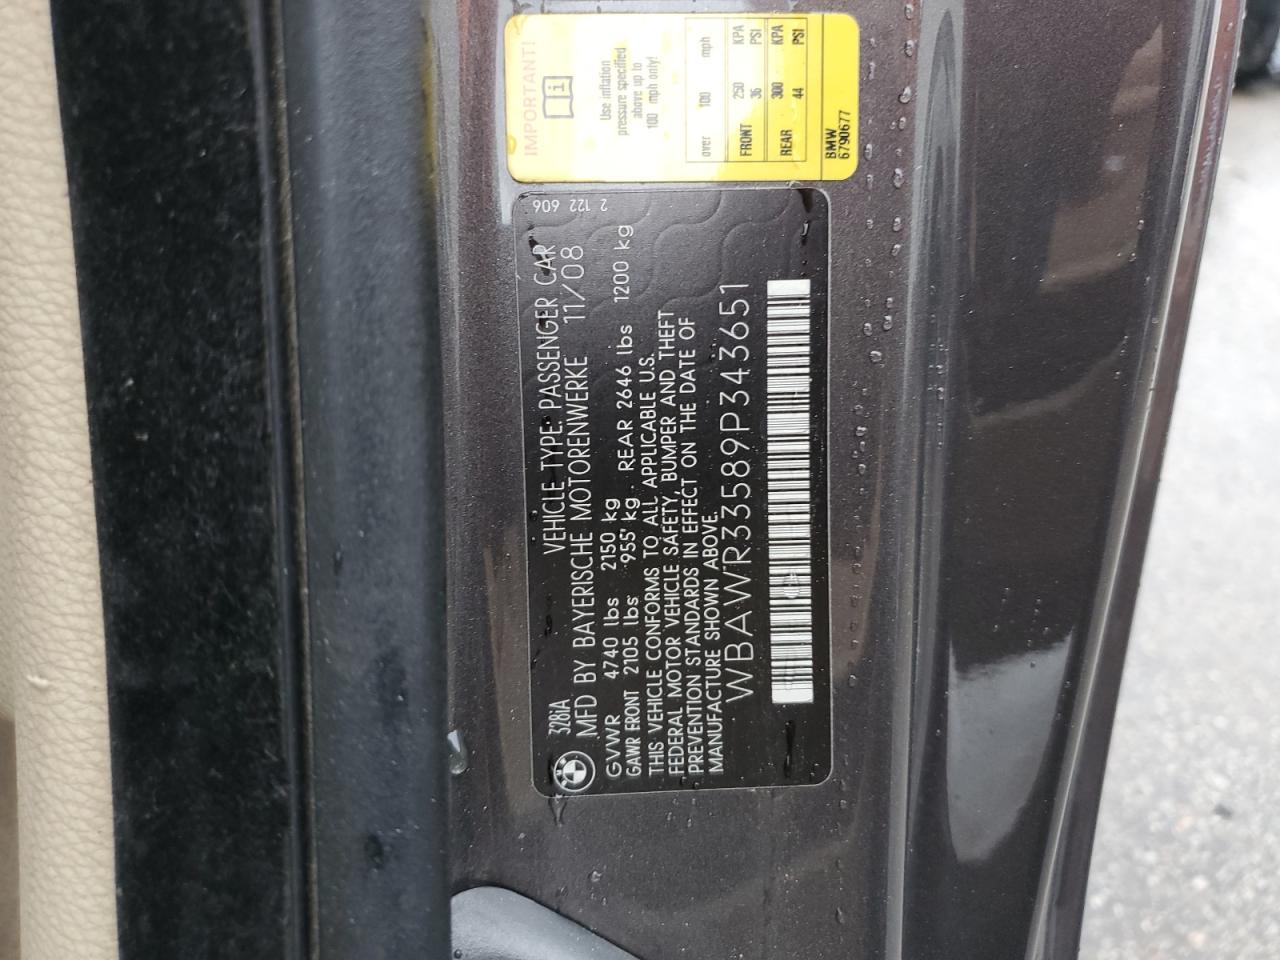 IMPORTANT!
i
Use inflation
pressure specified
above up to
100 mph only!
over 100 mph
FRONT 250 KPA
36 PSI
REAR 300 KPA
44 PSI
BMW
6790677
2 122 606
328iA VEHICLE TYPE: PASSENGER CAR
MFD BY BAYERISCHE MOTORENWERKE 11/08
GVWR 4740 lbs 2150 kg
GAWR FRONT 2105 lbs 955 kg REAR 2646 lbs 1200 kg
THIS VEHICLE CONFORMS TO ALL APPLICABLE U.S.
FEDERAL MOTOR VEHICLE SAFETY, BUMPER AND THEFT
PREVENTION STANDARDS IN EFFECT ON THE DATE OF
MANUFACTURE SHOWN ABOVE.
WBAWR33589P343651